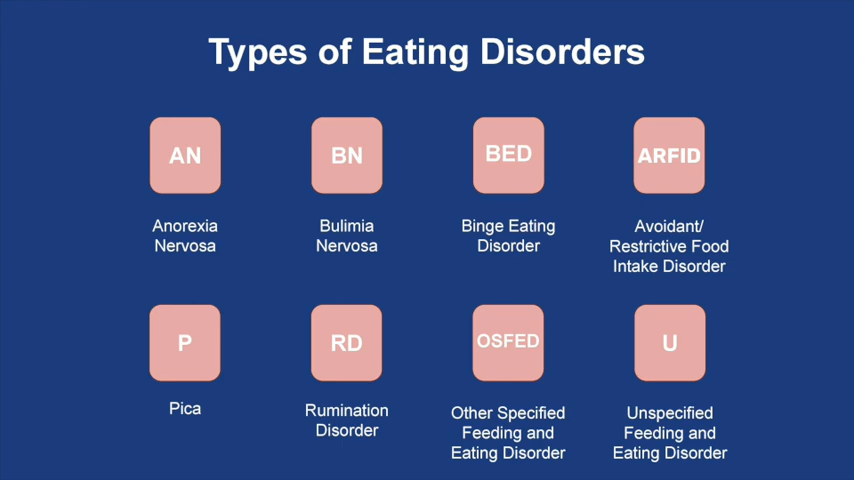 Types of Eating Disorders
AN
BN
BED
ARFID
Anorexia
Nervosa
Bulimia
Nervosa
Binge Eating
Disorder
Avoidant/
Restrictive Food
Intake Disorder
P
RD
OSFED
U
Pica
Rumination
Disorder
Other Specified
Feeding and
Eating Disorder
Unspecified
Feeding and
Eating Disorder